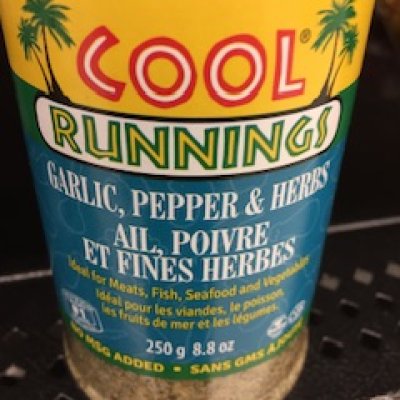 COOL®
RUNNINGS
GARLIC, PEPPER & HERBS
AIL, POIVRE
ET FINES HERBES
Ideal for Meats, Fish, Seafood and Vegetables
Idéal pour les viandes, le poisson,
les fruits de mer et les légumes.
250 g 8.8 oz
NO MSG ADDED • SANS GMS AJOUTÉ